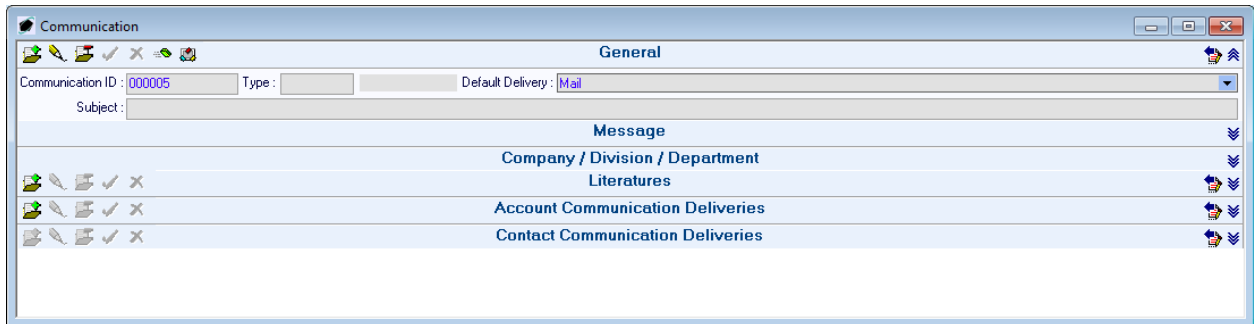 Communication
General
Communication ID : 000005 Type : Default Delivery : Mail
Subject :
Message
Company / Division / Department
Literatures
Account Communication Deliveries
Contact Communication Deliveries